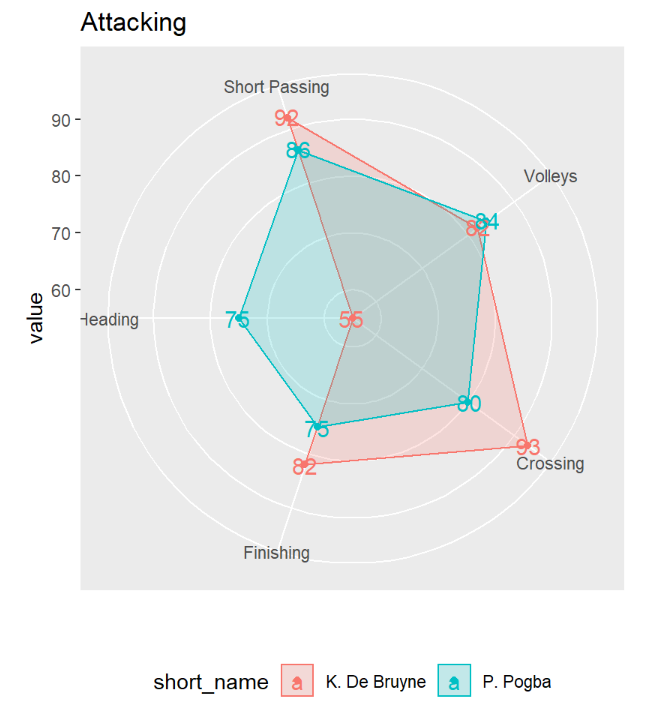 Attacking
Short Passing
92
90
86
Volleys
80
84
82
70
60
Heading
75
55
value
80
75
93
82
Crossing
Finishing
short_name a K. De Bruyne a P. Pogba